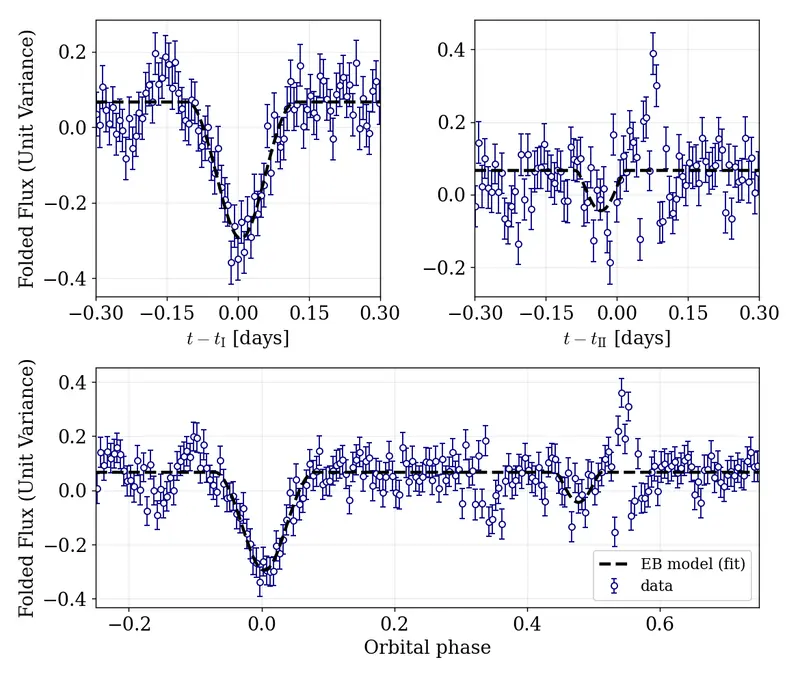 Folded Flux (Unit Variance)
0.2
0.0
−0.2
−0.4
−0.30 −0.15 0.00 0.15 0.30
t − tI [days]
0.4
0.2
0.0
−0.2
−0.30 −0.15 0.00 0.15 0.30
t − tII [days]
Folded Flux (Unit Variance)
0.4
0.2
0.0
−0.2
−0.4
EB model (fit)
data
−0.2 0.0 0.2 0.4 0.6
Orbital phase